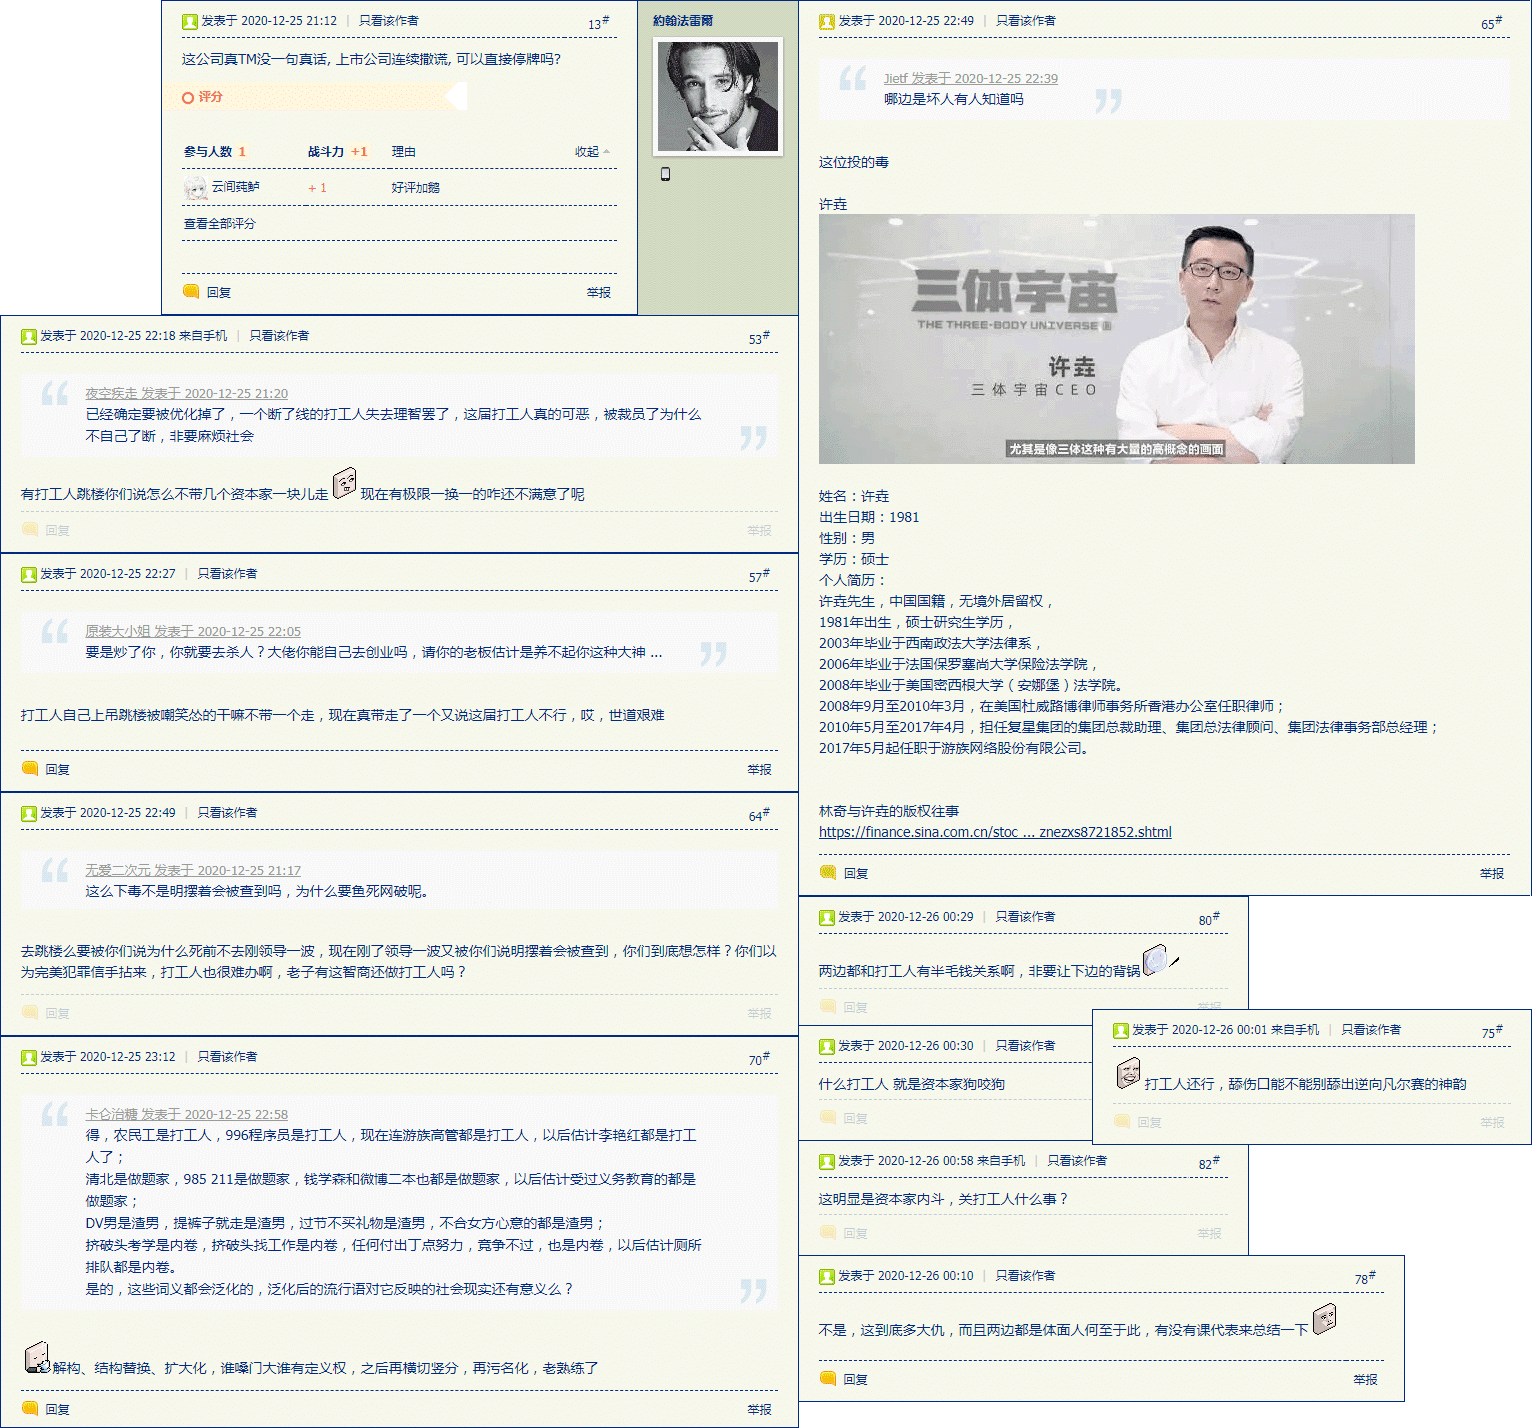 发表于 2020-12-25 21:12 | 只看该作者
13#
这公司真TM没一句真话, 上市公司连续撒谎, 可以直接停牌吗?
评分
参与人数 1 战斗力 +1 理由 收起
云间莼鲈 + 1 好评加鹅
查看全部评分
回复 举报
約翰法雷爾
发表于 2020-12-25 22:18 来自手机 | 只看该作者
53#
夜空疾走 发表于 2020-12-25 21:20
已经确定要被优化掉了，一个断了线的打工人失去理智罢了，这届打工人真的可恶，被裁员了为什么
不自己了断，非要麻烦社会
有打工人跳楼你们说怎么不带几个资本家一块儿走 现在有极限一换一的咋还不满意了呢
回复 举报
发表于 2020-12-25 22:27 | 只看该作者
57#
原装大小姐 发表于 2020-12-25 22:05
要是炒了你，你就要去杀人？大佬你能自己去创业吗，请你的老板估计是养不起你这种大神 ...
打工人自己上吊跳楼被嘲笑怂的干嘛不带一个走，现在真带走了一个又说这届打工人不行，哎，世道艰难
回复 举报
发表于 2020-12-25 22:49 | 只看该作者
64#
无爱二次元 发表于 2020-12-25 21:17
这么下毒不是明摆着会被查到吗，为什么要鱼死网破呢。
去跳楼么要被你们说为什么死前不去刚领导一波，现在刚了领导一波又被你们说明摆着会被查到，你们到底想怎样？你们以
为完美犯罪信手拈来，打工人也很难办啊，老子有这智商还做打工人吗？
回复 举报
发表于 2020-12-25 23:12 | 只看该作者
70#
卡仑治糖 发表于 2020-12-25 22:58
得，农民工是打工人，996程序员是打工人，现在连游族高管都是打工人，以后估计李艳红都是打工
人了；
清北是做题家，985 211是做题家，钱学森和微博二本也都是做题家，以后估计受过义务教育的都是
做题家；
DV男是渣男，提裤子就走是渣男，过节不买礼物是渣男，不合女方心意的都是渣男；
挤破头考学是内卷，挤破头找工作是内卷，任何付出丁点努力，竞争不过，也是内卷，以后估计厕所
排队都是内卷。
是的，这些词义都会泛化的，泛化后的流行语对它反映的社会现实还有意义么？
解构、结构替换、扩大化，谁嗓门大谁有定义权，之后再横切竖分，再污名化，老熟练了
回复 举报
发表于 2020-12-25 22:49 | 只看该作者
65#
Jietf 发表于 2020-12-25 22:39
哪边是坏人有人知道吗
这位投的毒
许垚
三体宇宙
THE THREE-BODY UNIVERSE
许垚
三体宇宙CEO
尤其是像三体这种有大量的高概念的画面
姓名：许垚
出生日期：1981
性别：男
学历：硕士
个人简历：
许垚先生，中国国籍，无境外居留权，
1981年出生，硕士研究生学历，
2003年毕业于西南政法大学法律系，
2006年毕业于法国保罗塞尚大学保险法学院，
2008年毕业于美国密西根大学（安娜堡）法学院。
2008年9月至2010年3月，在美国杜威路博律师事务所香港办公室任职律师；
2010年5月至2017年4月，担任复星集团的集团总裁助理、集团总法律顾问、集团法律事务部总经理；
2017年5月起任职于游族网络股份有限公司。
林奇与许垚的版权往事
https://finance.sina.com.cn/stoc ... znezxs8721852.shtml
回复 举报
发表于 2020-12-26 00:29 | 只看该作者
80#
两边都和打工人有半毛钱关系啊，非要让下边的背锅
回复 举报
发表于 2020-12-26 00:30 | 只看该作者
什么打工人 就是资本家狗咬狗
回复
发表于 2020-12-26 00:01 来自手机 | 只看该作者
75#
打工人还行，舔伤口能不能别舔出逆向凡尔赛的神韵
回复 举报
发表于 2020-12-26 00:58 来自手机 | 只看该作者
82#
这明显是资本家内斗，关打工人什么事？
回复 举报
发表于 2020-12-26 00:10 | 只看该作者
78#
不是，这到底多大仇，而且两边都是体面人何至于此，有没有课代表来总结一下
回复 举报